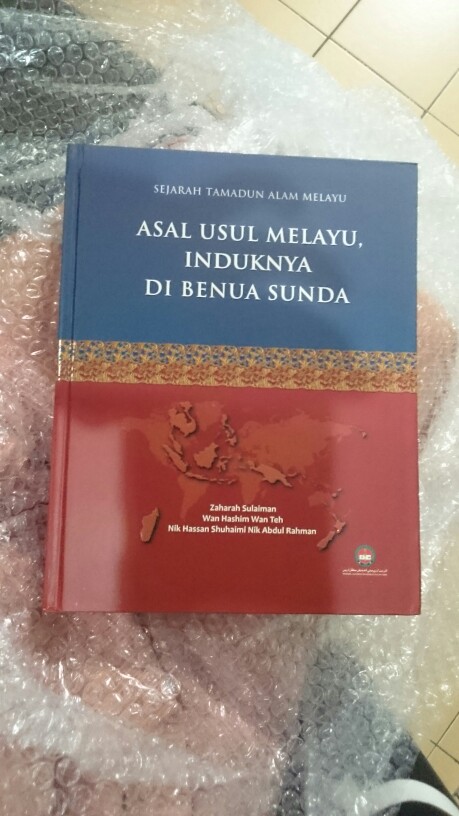 SEJARAH TAMADUN ALAM MELAYU
ASAL USUL MELAYU,
INDUKNYA
DI BENUA SUNDA
Zaharah Sulaiman
Wan Hashim Wan Teh
Nik Hassan Shuhaimi Nik Abdul Rahman